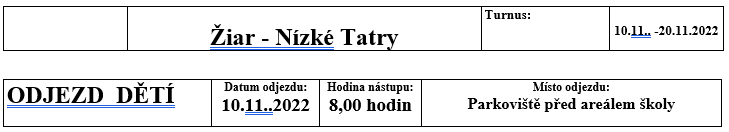 Turnus:
Žiar - Nízké Tatry
10.11.. -20.11.2022
ODJEZD DĚTÍ
Datum odjezdu:
10.11..2022
Hodina nástupu:
8,00 hodin
Místo odjezdu:
Parkoviště před areálem školy